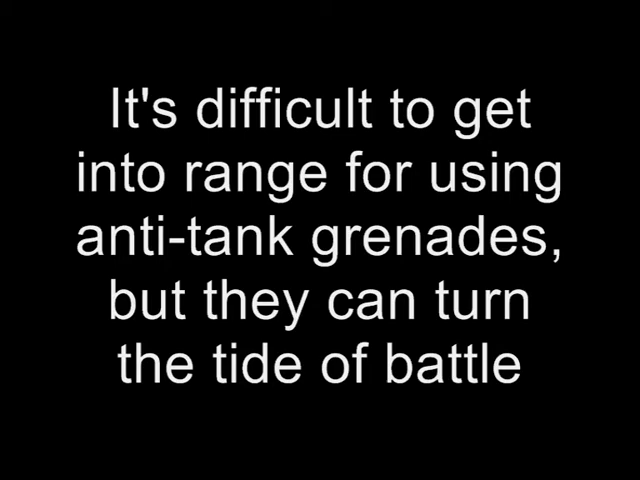 It's difficult to get
into range for using
anti-tank grenades,
but they can turn
the tide of battle